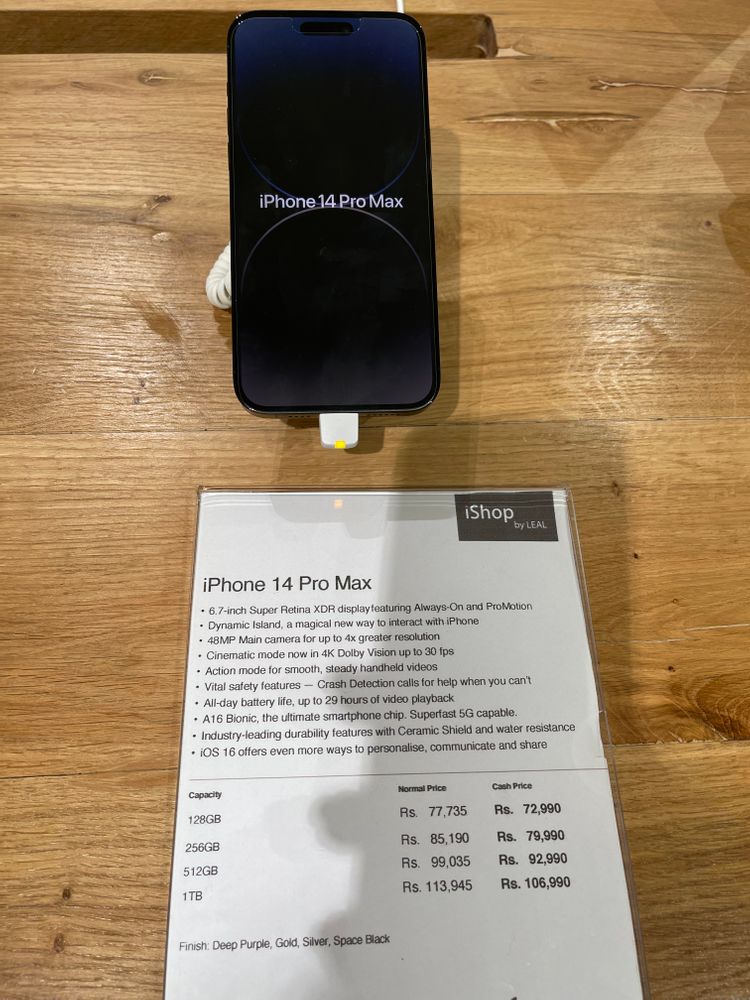 iPhone 14 Pro Max
iShop
by LEAL
iPhone 14 Pro Max
• 6.7-inch Super Retina XDR display featuring Always-On and ProMotion
• Dynamic Island, a magical new way to interact with iPhone
• 48MP Main camera for up to 4x greater resolution
• Cinematic mode now in 4K Dolby Vision up to 30 fps
• Action mode for smooth, steady handheld videos
• Vital safety features — Crash Detection calls for help when you can't
• All-day battery life, up to 29 hours of video playback
• A16 Bionic, the ultimate smartphone chip. Superfast 5G capable.
• Industry-leading durability features with Ceramic Shield and water resistance
• iOS 16 offers even more ways to personalise, communicate and share
Capacity Normal Price Cash Price
128GB Rs. 77,735 Rs. 72,990
256GB Rs. 85,190 Rs. 79,990
512GB Rs. 99,035 Rs. 92,990
1TB Rs. 113,945 Rs. 106,990
Finish: Deep Purple, Gold, Silver, Space Black